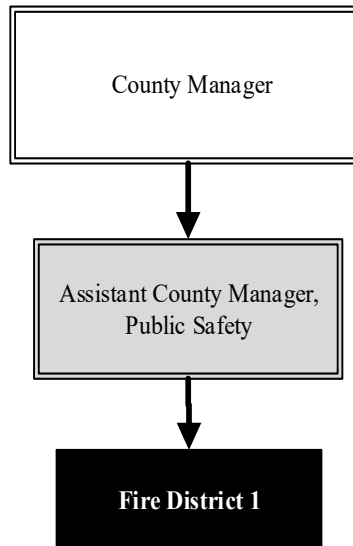 County Manager
Assistant County Manager,
Public Safety
Fire District 1